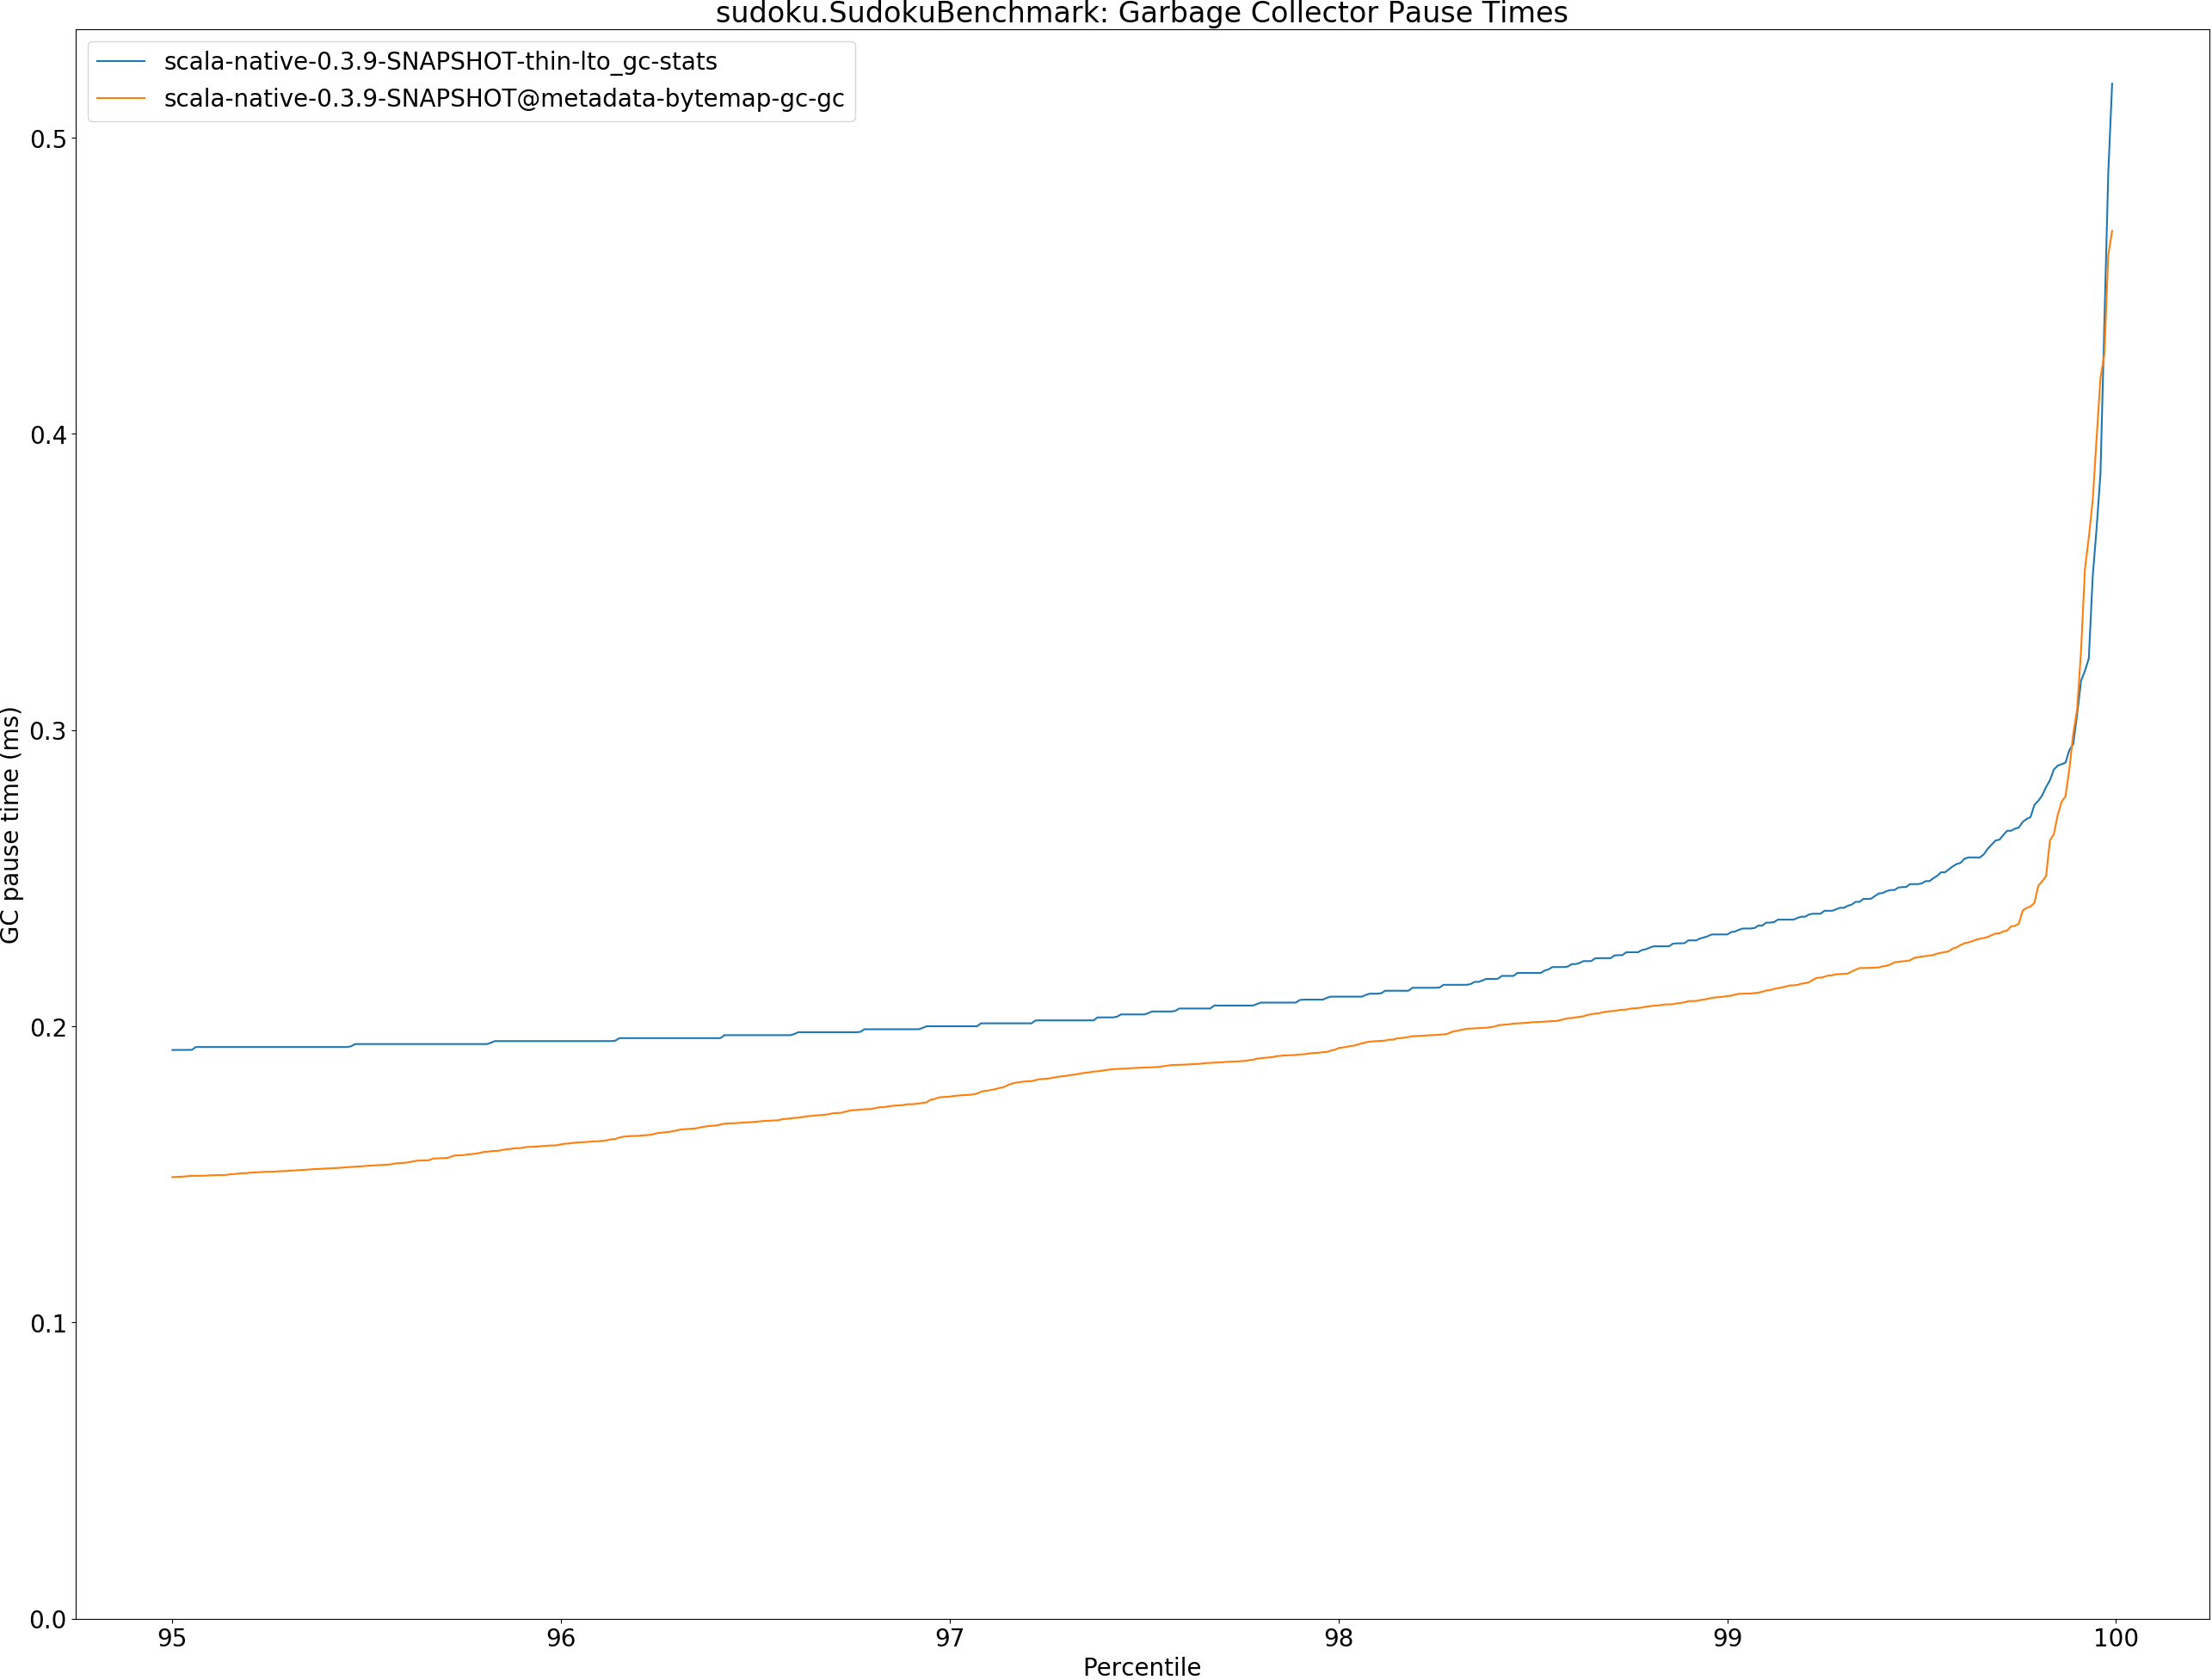 sudoku.SudokuBenchmark: Garbage Collector Pause Times
scala-native-0.3.9-SNAPSHOT-thin-lto_gc-stats
scala-native-0.3.9-SNAPSHOT@metadata-bytemap-gc-gc
GC pause time (ms)
0.5
0.4
0.3
0.2
0.1
0.0
95 96 97 98 99 100
Percentile